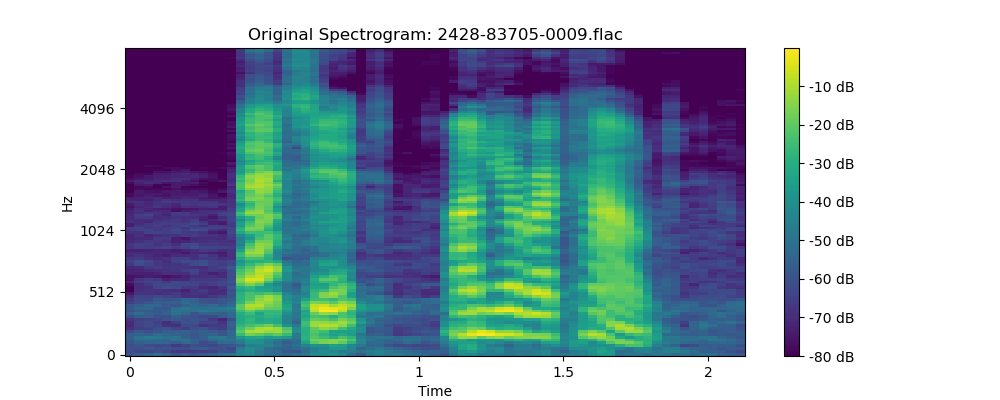 Original Spectrogram: 2428-83705-0009.flac
Hz
4096
2048
1024
512
0
0
0.5
1
1.5
2
Time
-10 dB
-20 dB
-30 dB
-40 dB
-50 dB
-60 dB
-70 dB
-80 dB